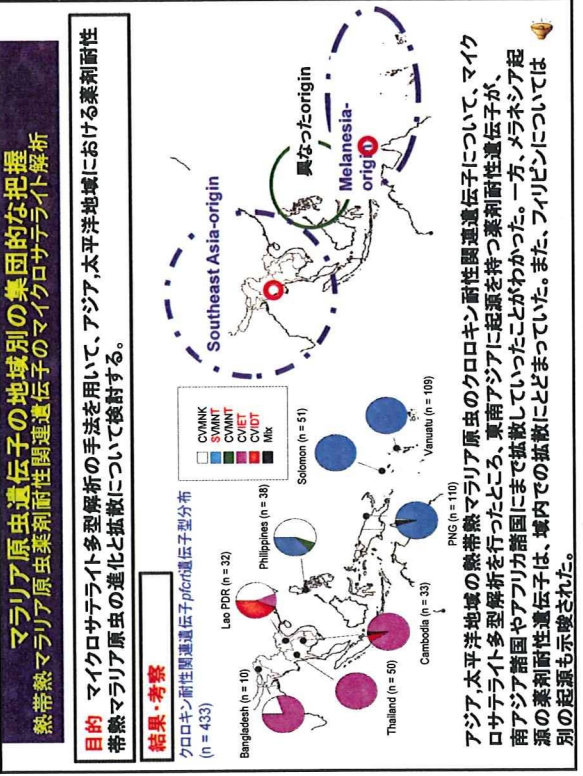 マラリア原虫遺伝子の地域別の集団的な把握
熱帯熱マラリア原虫薬剤耐性関連遺伝子のマイクロサテライト解析
目的 マイクロサテライト多型解析の手法を用いて、アジア,太平洋地域における薬剤耐性
帯熱マラリア原虫の進化と拡散について検討する。
結果・考察
クロロキン耐性関連遺伝子pfcrt遺伝子型分布
(n = 433)
Bangladesh (n = 10)
Lao PDR (n = 32)
Philippines (n = 38)
Thailand (n = 50)
Cambodia (n = 33)
PNG (n = 110)
Solomon (n = 51)
Vanuatu (n = 109)
CVMNK
SVMNT
CVMNT
CVIET
CVIDT
Mix
Southeast Asia-origin
異なったorigin
Melanesia-
origin
アジア,太平洋地域の熱帯熱マラリア原虫のクロロキン耐性関連遺伝子について、マイク
ロサテライト多型解析を行ったところ、東南アジアに起源を持つ薬剤耐性遺伝子が、
南アジア諸国やアフリカ諸国にまで拡散していったことがわかった。一方、メラネシア起
源の薬剤耐性遺伝子は、域内での拡散にとどまっていた。また、フィリピンについては
別の起源も示唆された。